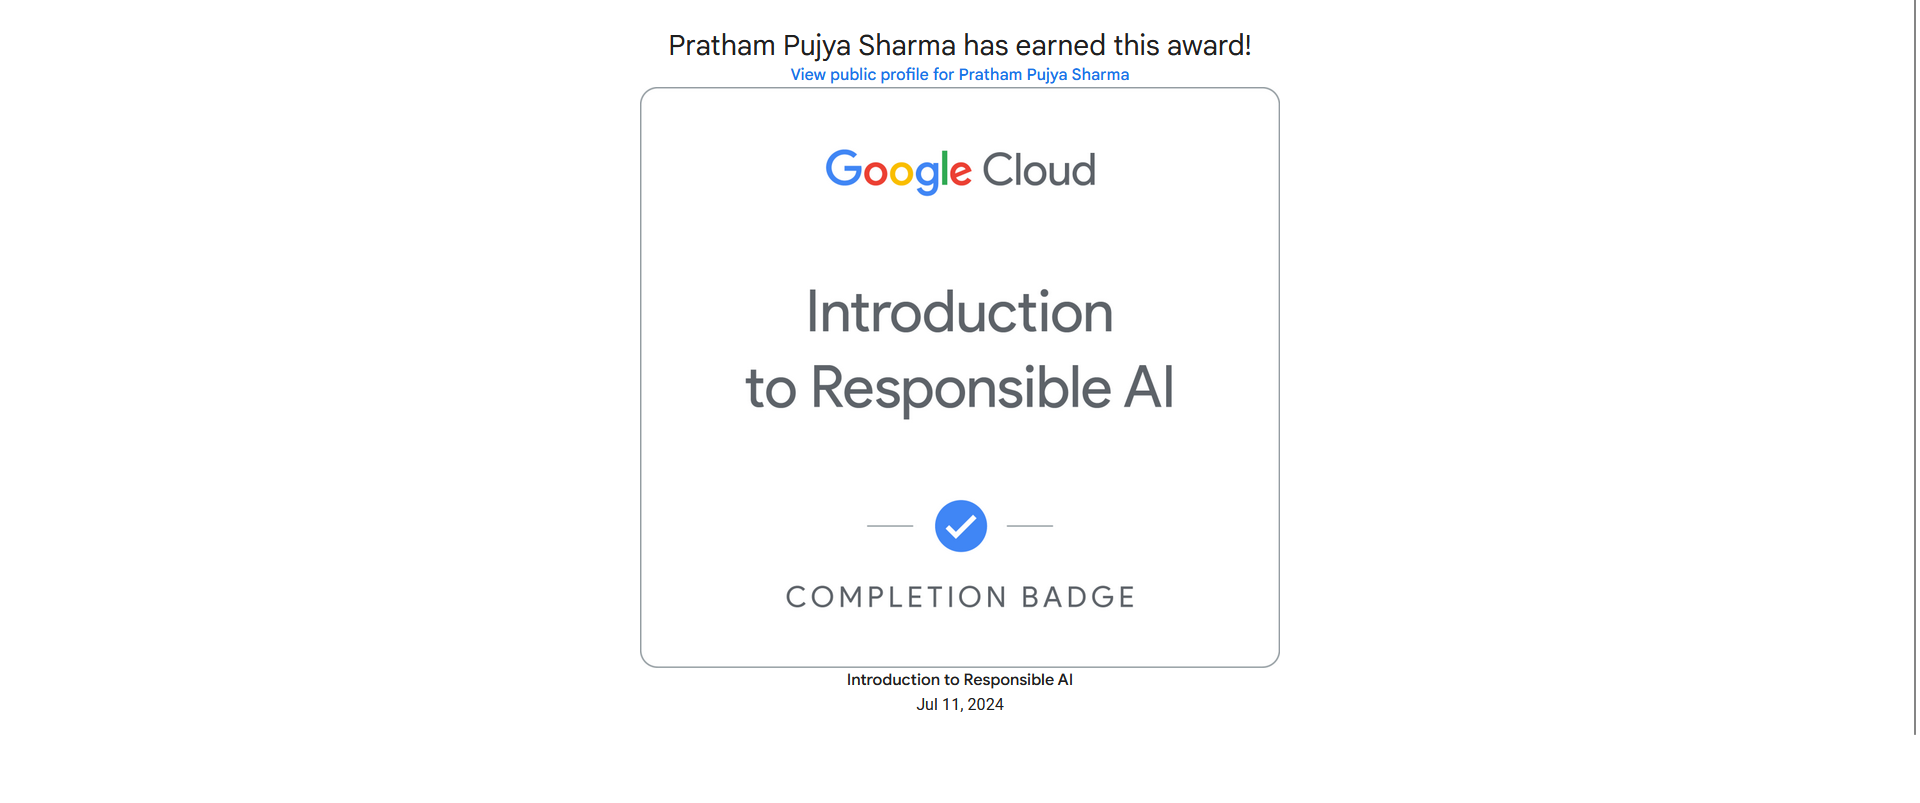 Pratham Pujya Sharma has earned this award!
View public profile for Pratham Pujya Sharma
Google Cloud
Introduction
to Responsible AI
COMPLETION BADGE
Introduction to Responsible AI
Jul 11, 2024